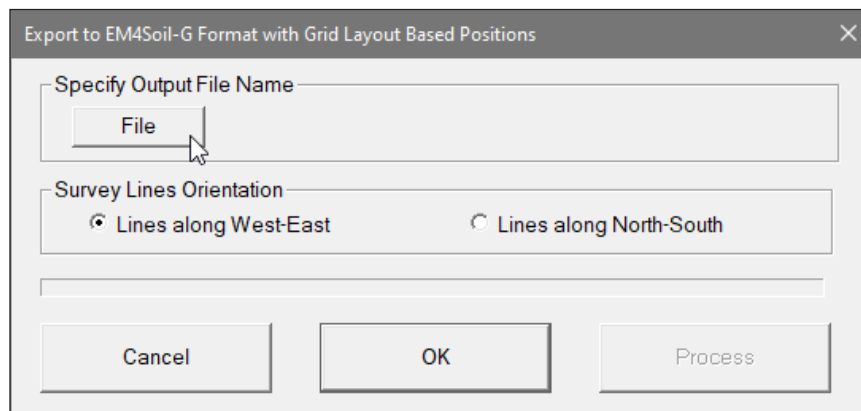 Export to EM4Soil-G Format with Grid Layout Based Positions
Specify Output File Name
File
Survey Lines Orientation
Lines along West-East Lines along North-South
Cancel OK Process